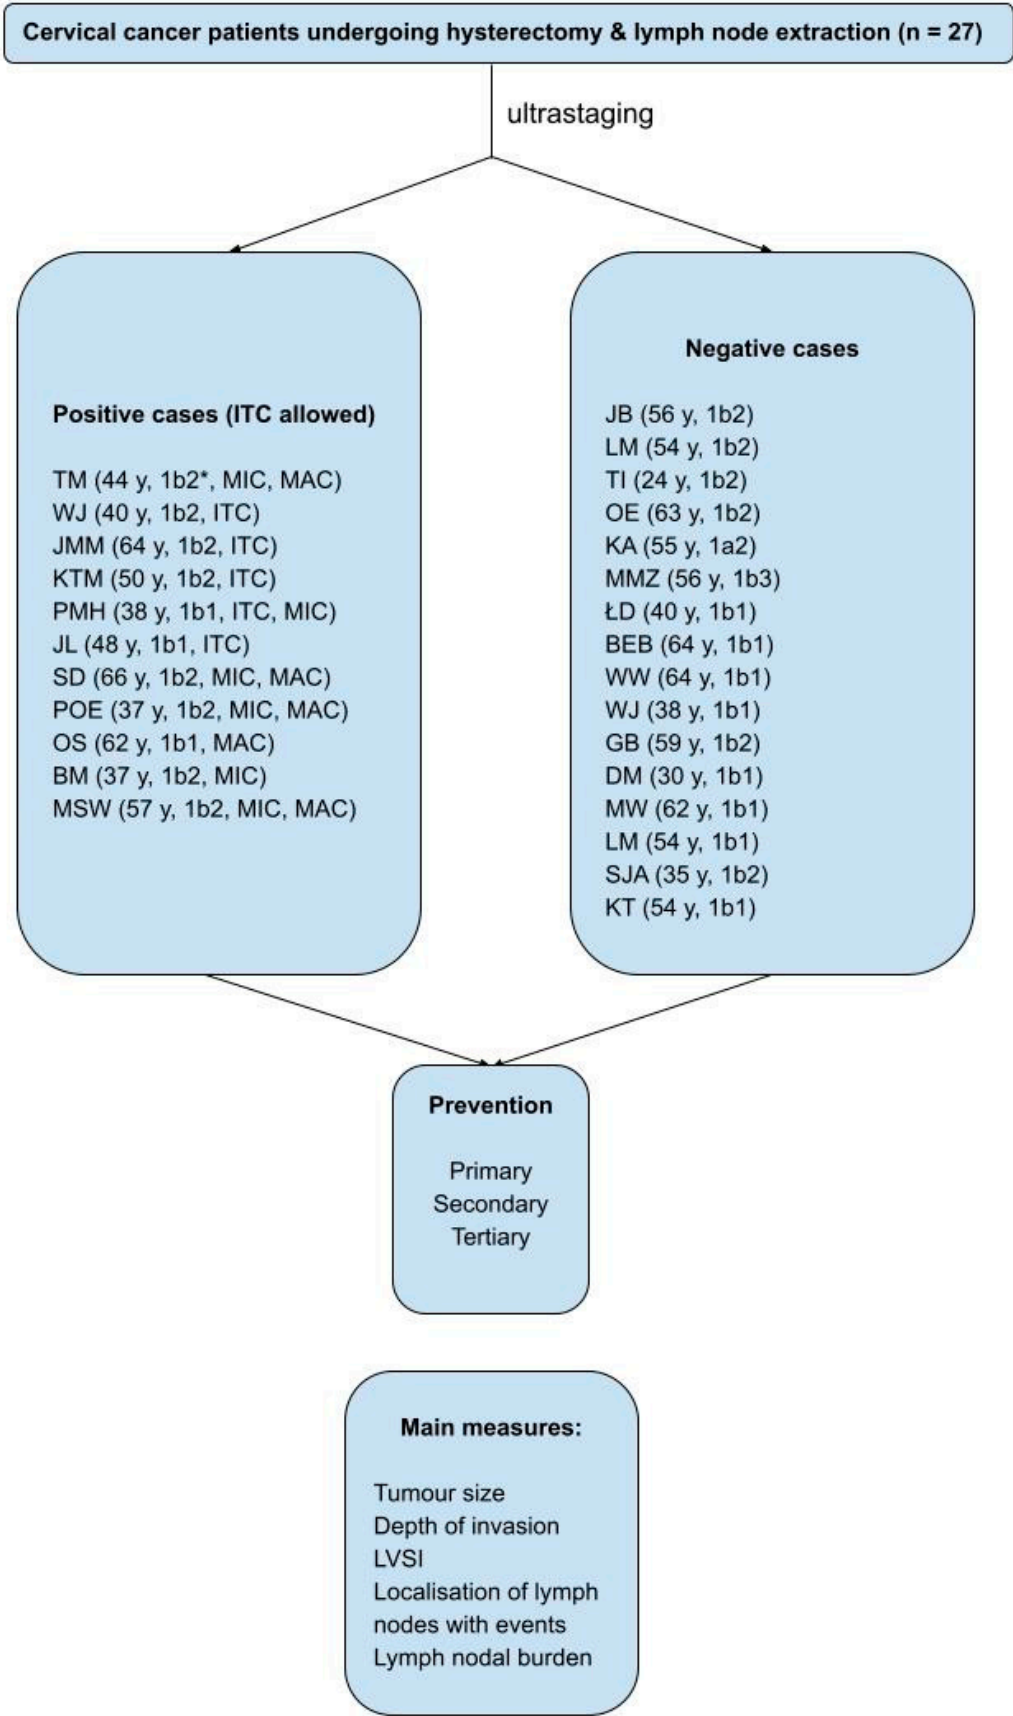 Cervical cancer patients undergoing hysterectomy & lymph node extraction (n = 27)
ultrastaging
Positive cases (ITC allowed)
TM (44 y, 1b2*, MIC, MAC)
WJ (40 y, 1b2, ITC)
JMM (64 y, 1b2, ITC)
KTM (50 y, 1b2, ITC)
PMH (38 y, 1b1, ITC, MIC)
JL (48 y, 1b1, ITC)
SD (66 y, 1b2, MIC, MAC)
POE (37 y, 1b2, MIC, MAC)
OS (62 y, 1b1, MAC)
BM (37 y, 1b2, MIC)
MSW (57 y, 1b2, MIC, MAC)
Negative cases
JB (56 y, 1b2)
LM (54 y, 1b2)
TI (24 y, 1b2)
OE (63 y, 1b2)
KA (55 y, 1a2)
MMZ (56 y, 1b3)
ŁD (40 y, 1b1)
BEB (64 y, 1b1)
WW (64 y, 1b1)
WJ (38 y, 1b1)
GB (59 y, 1b2)
DM (30 y, 1b1)
MW (62 y, 1b1)
LM (54 y, 1b1)
SJA (35 y, 1b2)
KT (54 y, 1b1)
Prevention
Primary
Secondary
Tertiary
Main measures:
Tumour size
Depth of invasion
LVSI
Localisation of lymph
nodes with events
Lymph nodal burden